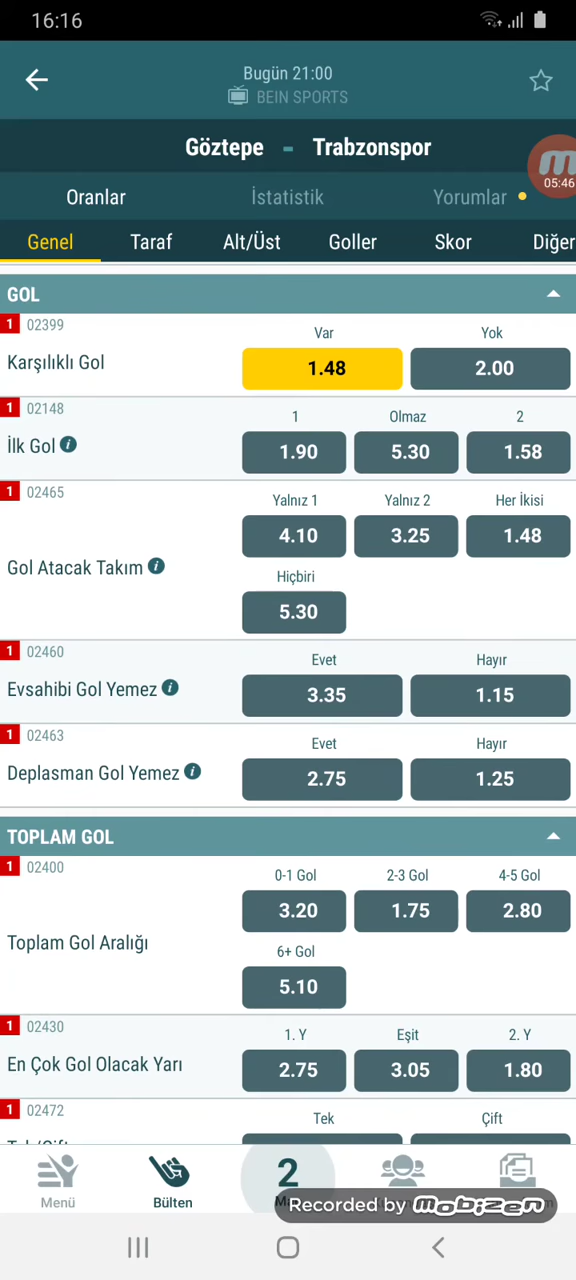 16:16
Bugün 21:00
BEIN SPORTS
Göztepe - Trabzonspor
05:46
Oranlar İstatistik Yorumlar
Genel Taraf Alt/Üst Goller Skor Diğer
GOL
1 02399
Var Yok
Karşılıklı Gol
1.48 2.00
1 02148
1 Olmaz 2
İlk Gol i
1.90 5.30 1.58
1 02465
Yalnız 1 Yalnız 2 Her İkisi
4.10 3.25 1.48
Gol Atacak Takım i
Hiçbiri
5.30
1 02460
Evet Hayır
Evsahibi Gol Yemez i
3.35 1.15
1 02463
Evet Hayır
Deplasman Gol Yemez i
2.75 1.25
TOPLAM GOL
1 02400
0-1 Gol 2-3 Gol 4-5 Gol
3.20 1.75 2.80
Toplam Gol Aralığı
6+ Gol
5.10
1 02430
1. Y Eşit 2. Y
En Çok Gol Olacak Yarı
2.75 3.05 1.80
1 02472
Tek Çift
Tek/Çift
2
Menü Bülten
Recorded by mobizen